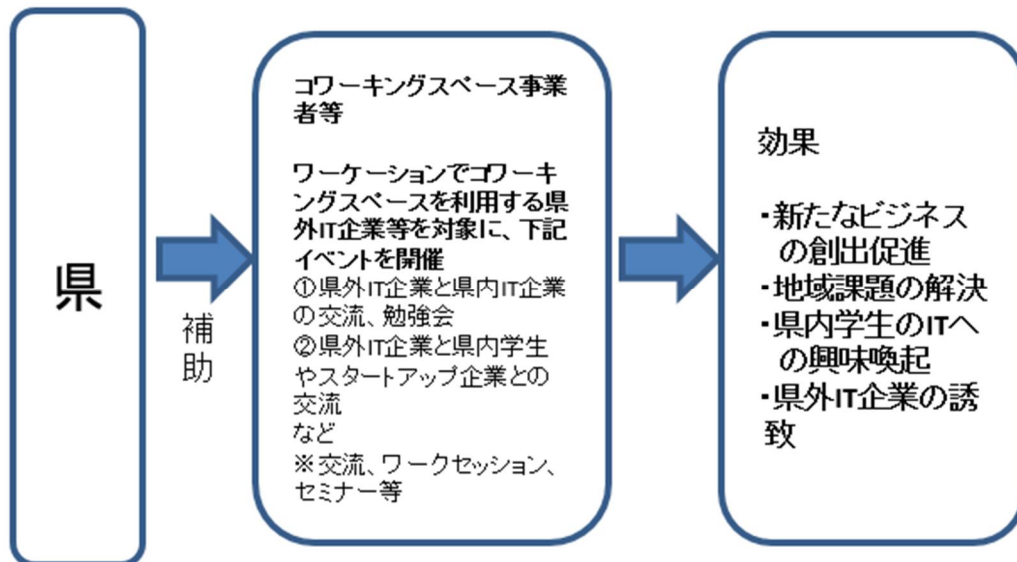 県
補
助
コワーキングスペース事業
者等
ワーケーションでコワーキ
ングスペースを利用する県
外IT企業等を対象に、下記
イベントを開催
①県外IT企業と県内IT企業
の交流、勉強会
②県外IT企業と県内学生
やスタートアップ企業との
交流
など
※交流、ワークセッション、
セミナー等
効果
・新たなビジネス
の創出促進
・地域課題の解決
・県内学生のITへ
の興味喚起
・県外IT企業の誘
致